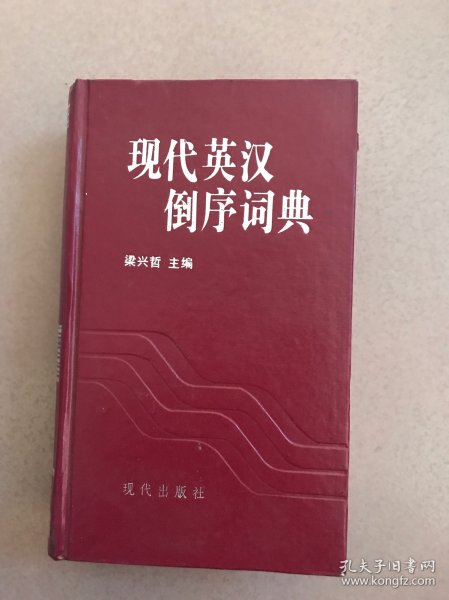 现代英汉
倒序词典
梁兴哲 主编
现代出版社
孔夫子旧书网
www.kongfz.com